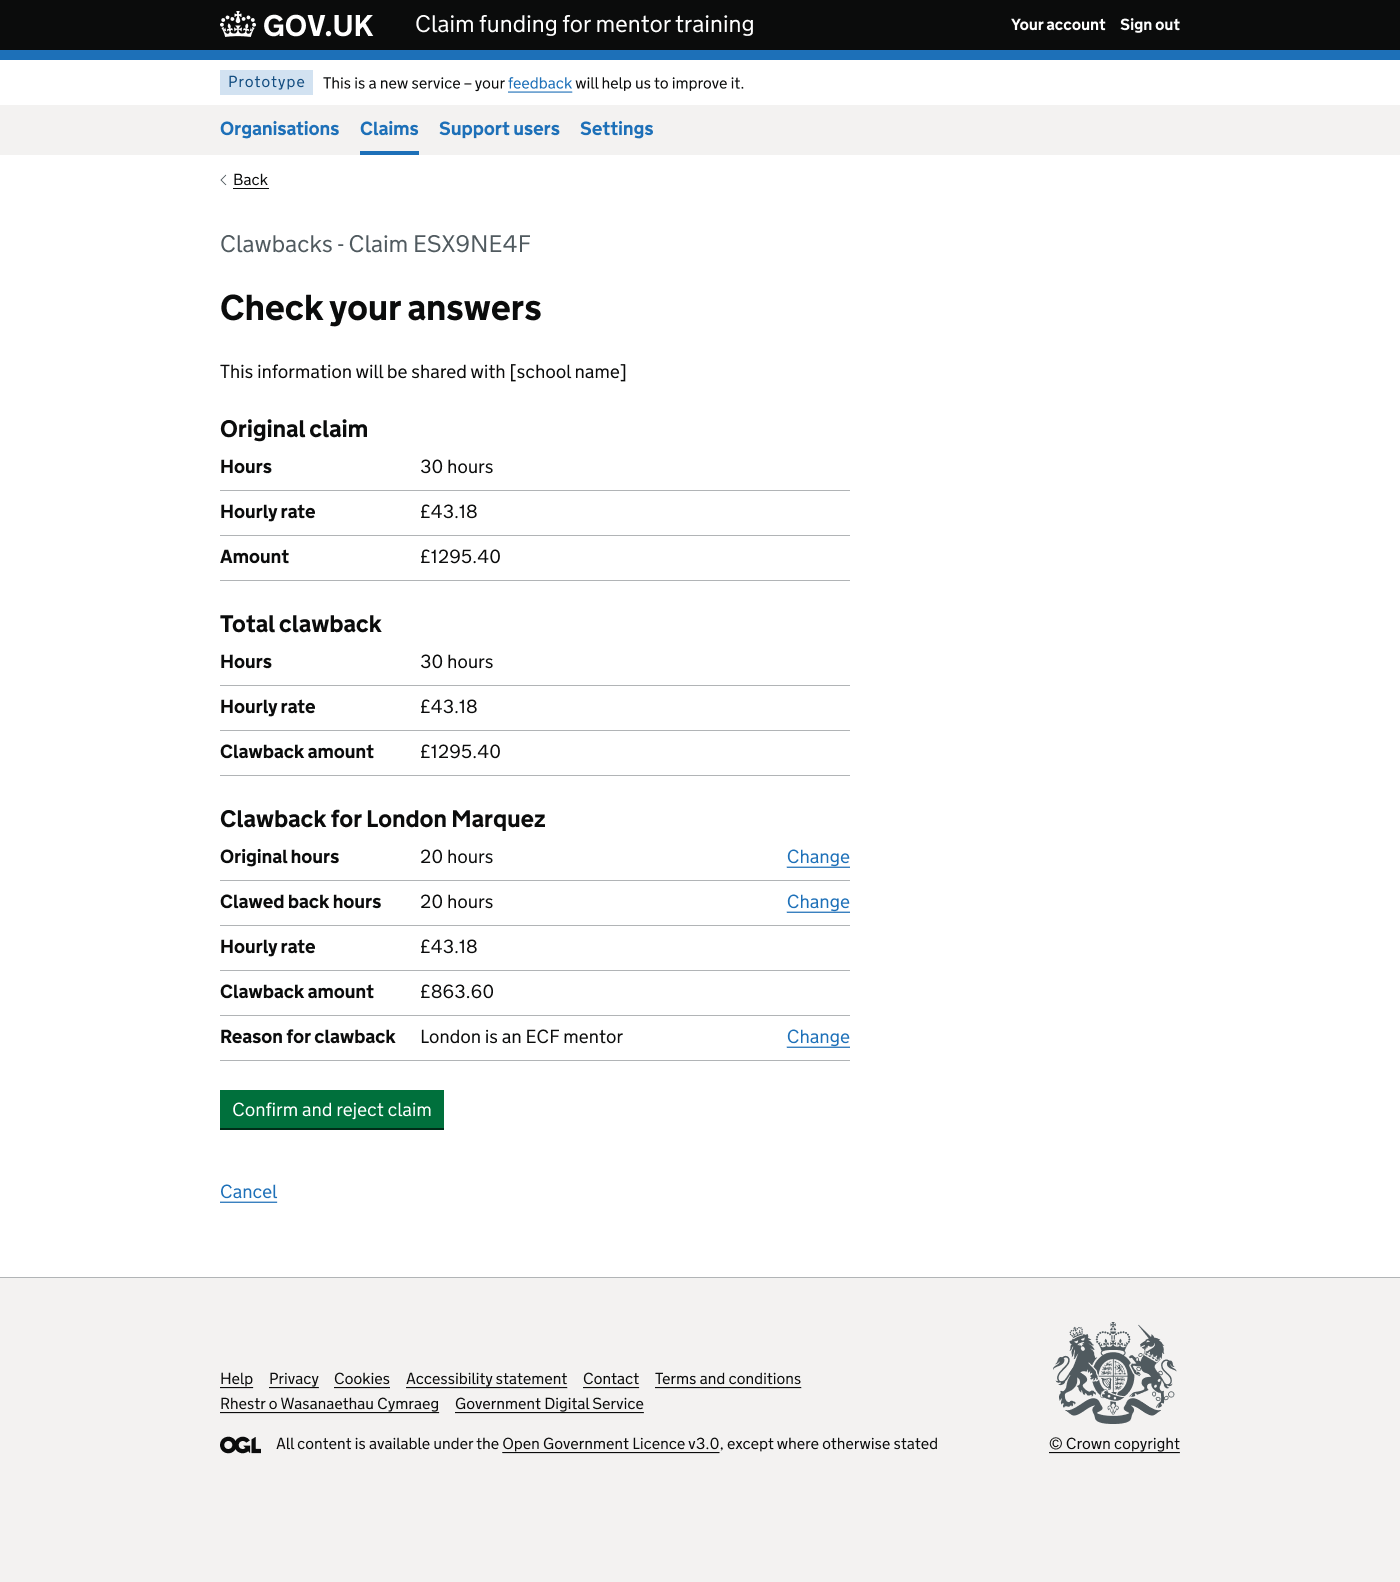 GOV.UK Claim funding for mentor training Your account Sign out
Prototype This is a new service – your feedback will help us to improve it.
Organisations Claims Support users Settings
Back
Clawbacks - Claim ESX9NE4F
Check your answers
This information will be shared with [school name]
Original claim
Hours 30 hours
Hourly rate £43.18
Amount £1295.40
Total clawback
Hours 30 hours
Hourly rate £43.18
Clawback amount £1295.40
Clawback for London Marquez
Original hours 20 hours Change
Clawed back hours 20 hours Change
Hourly rate £43.18
Clawback amount £863.60
Reason for clawback London is an ECF mentor Change
Confirm and reject claim
Cancel
Help Privacy Cookies Accessibility statement Contact Terms and conditions
Rhestr o Wasanaethau Cymraeg Government Digital Service
OGL All content is available under the Open Government Licence v3.0, except where otherwise stated © Crown copyright